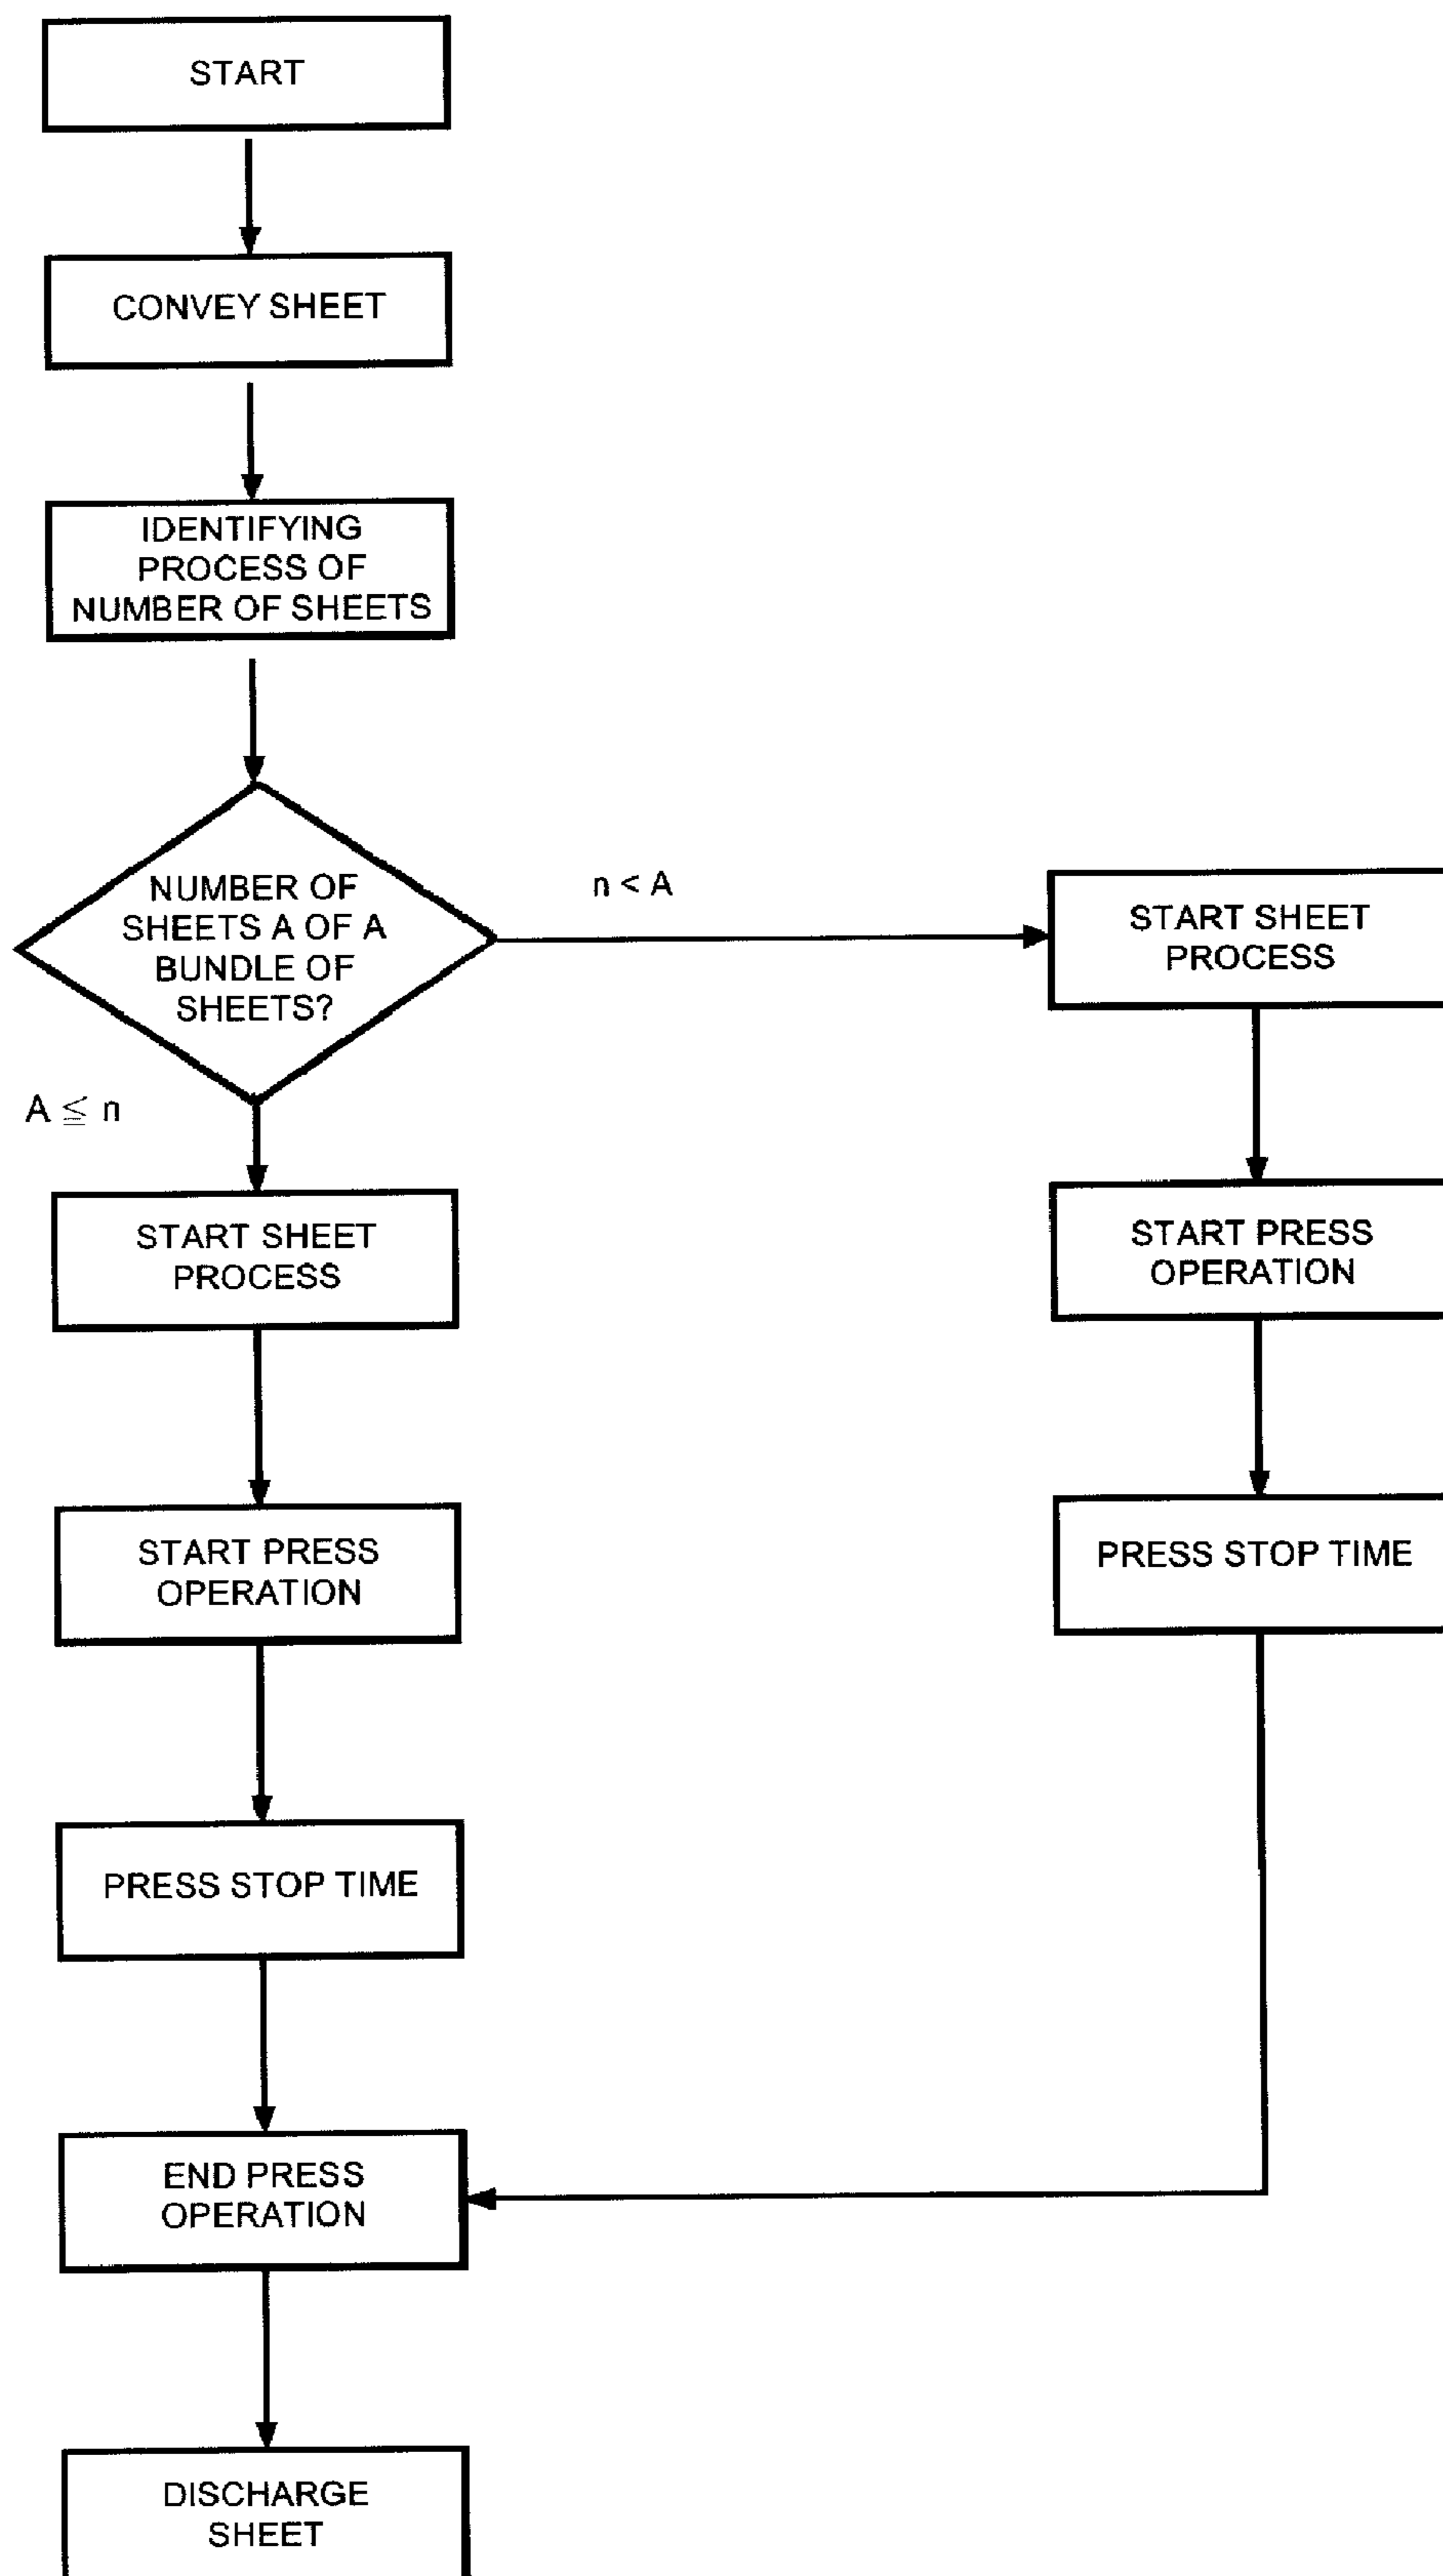 START
CONVEY SHEET
IDENTIFYING
PROCESS OF
NUMBER OF SHEETS
NUMBER OF
SHEETS A OF A
BUNDLE OF
SHEETS?
n < A
A ≦ n
START SHEET
PROCESS
START PRESS
OPERATION
PRESS STOP TIME
START SHEET
PROCESS
START PRESS
OPERATION
PRESS STOP TIME
END PRESS
OPERATION
DISCHARGE
SHEET